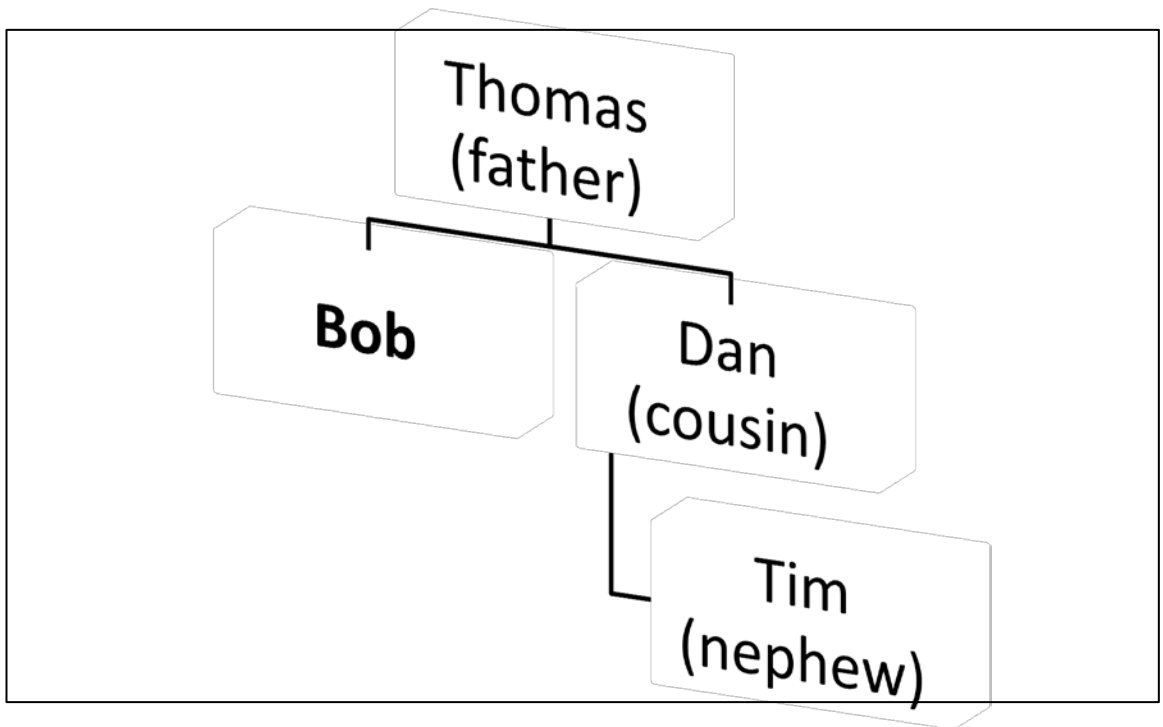 Thomas
(father)
Bob
Dan
(cousin)
Tim
(nephew)